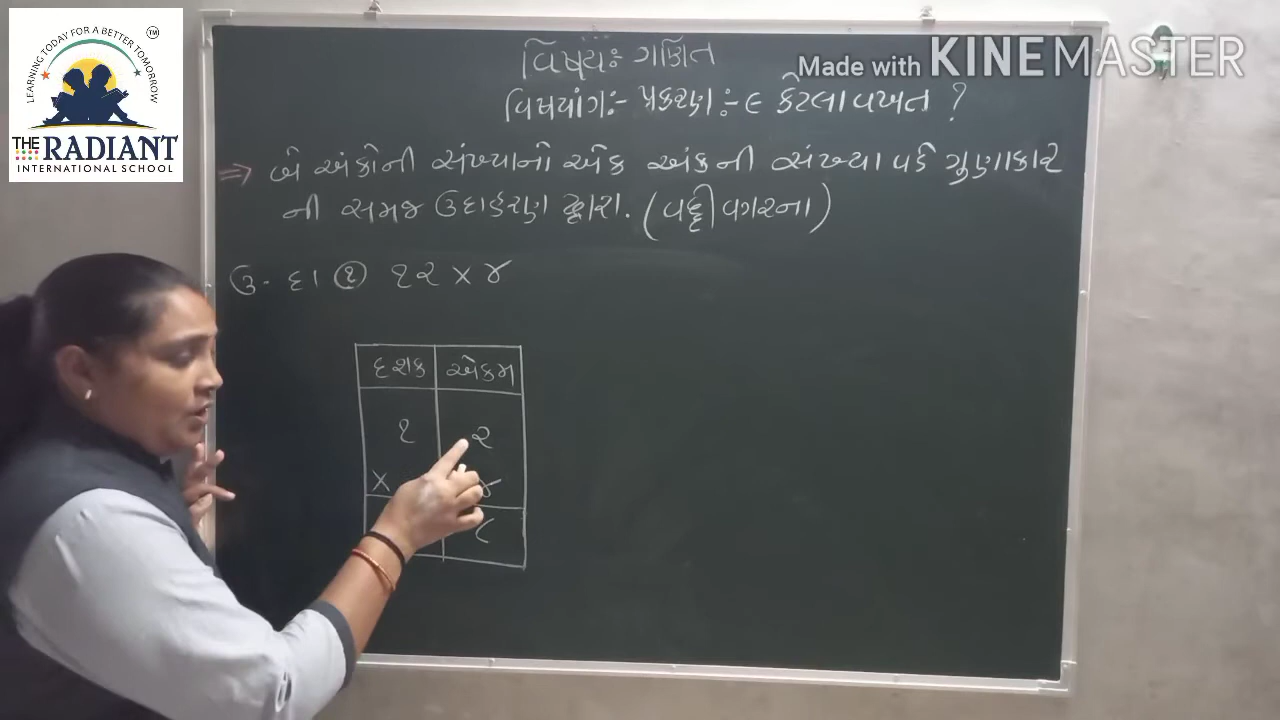 LEARNING TODAY FOR A BETTER TOMORROW
TM
THE RADIANT
INTERNATIONAL SCHOOL
Made with KINEMASTER
વિષય:- ગણિત
વિષયાંગ:- પ્રકરણ:- ૯ કેટલા વખત ?
⇒ બે અંકોની સંખ્યાનો એક અંકની સંખ્યા વડે ગુણાકાર
ની સમજ ઉદાહરણ દ્વારા. (વદ્દી વગરના)
ઉ.દા ૧ ૧૨ × ૪
દશક એકમ
૧ ૨
× ૪
૮